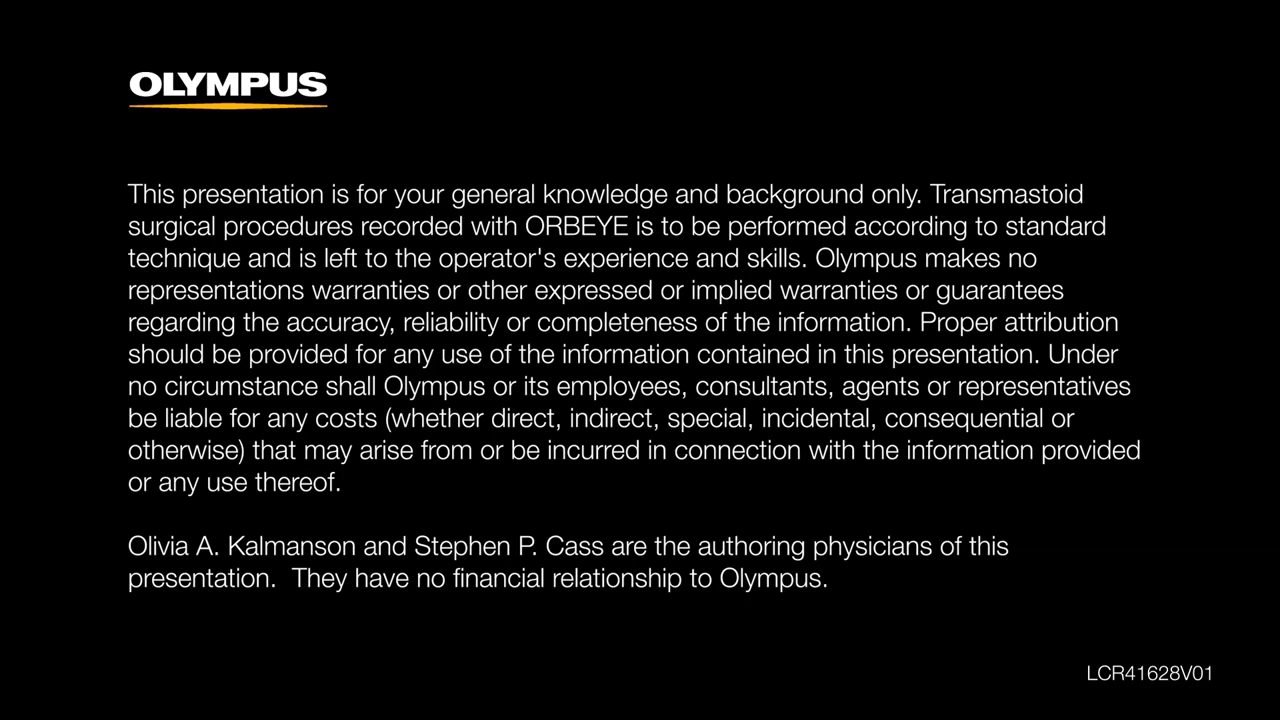 OLYMPUS
This presentation is for your general knowledge and background only. Transmastoid
surgical procedures recorded with ORBEYE is to be performed according to standard
technique and is left to the operator's experience and skills. Olympus makes no
representations warranties or other expressed or implied warranties or guarantees
regarding the accuracy, reliability or completeness of the information. Proper attribution
should be provided for any use of the information contained in this presentation. Under
no circumstance shall Olympus or its employees, consultants, agents or representatives
be liable for any costs (whether direct, indirect, special, incidental, consequential or
otherwise) that may arise from or be incurred in connection with the information provided
or any use thereof.
Olivia A. Kalmanson and Stephen P. Cass are the authoring physicians of this
presentation.  They have no financial relationship to Olympus.
LCR41628V01